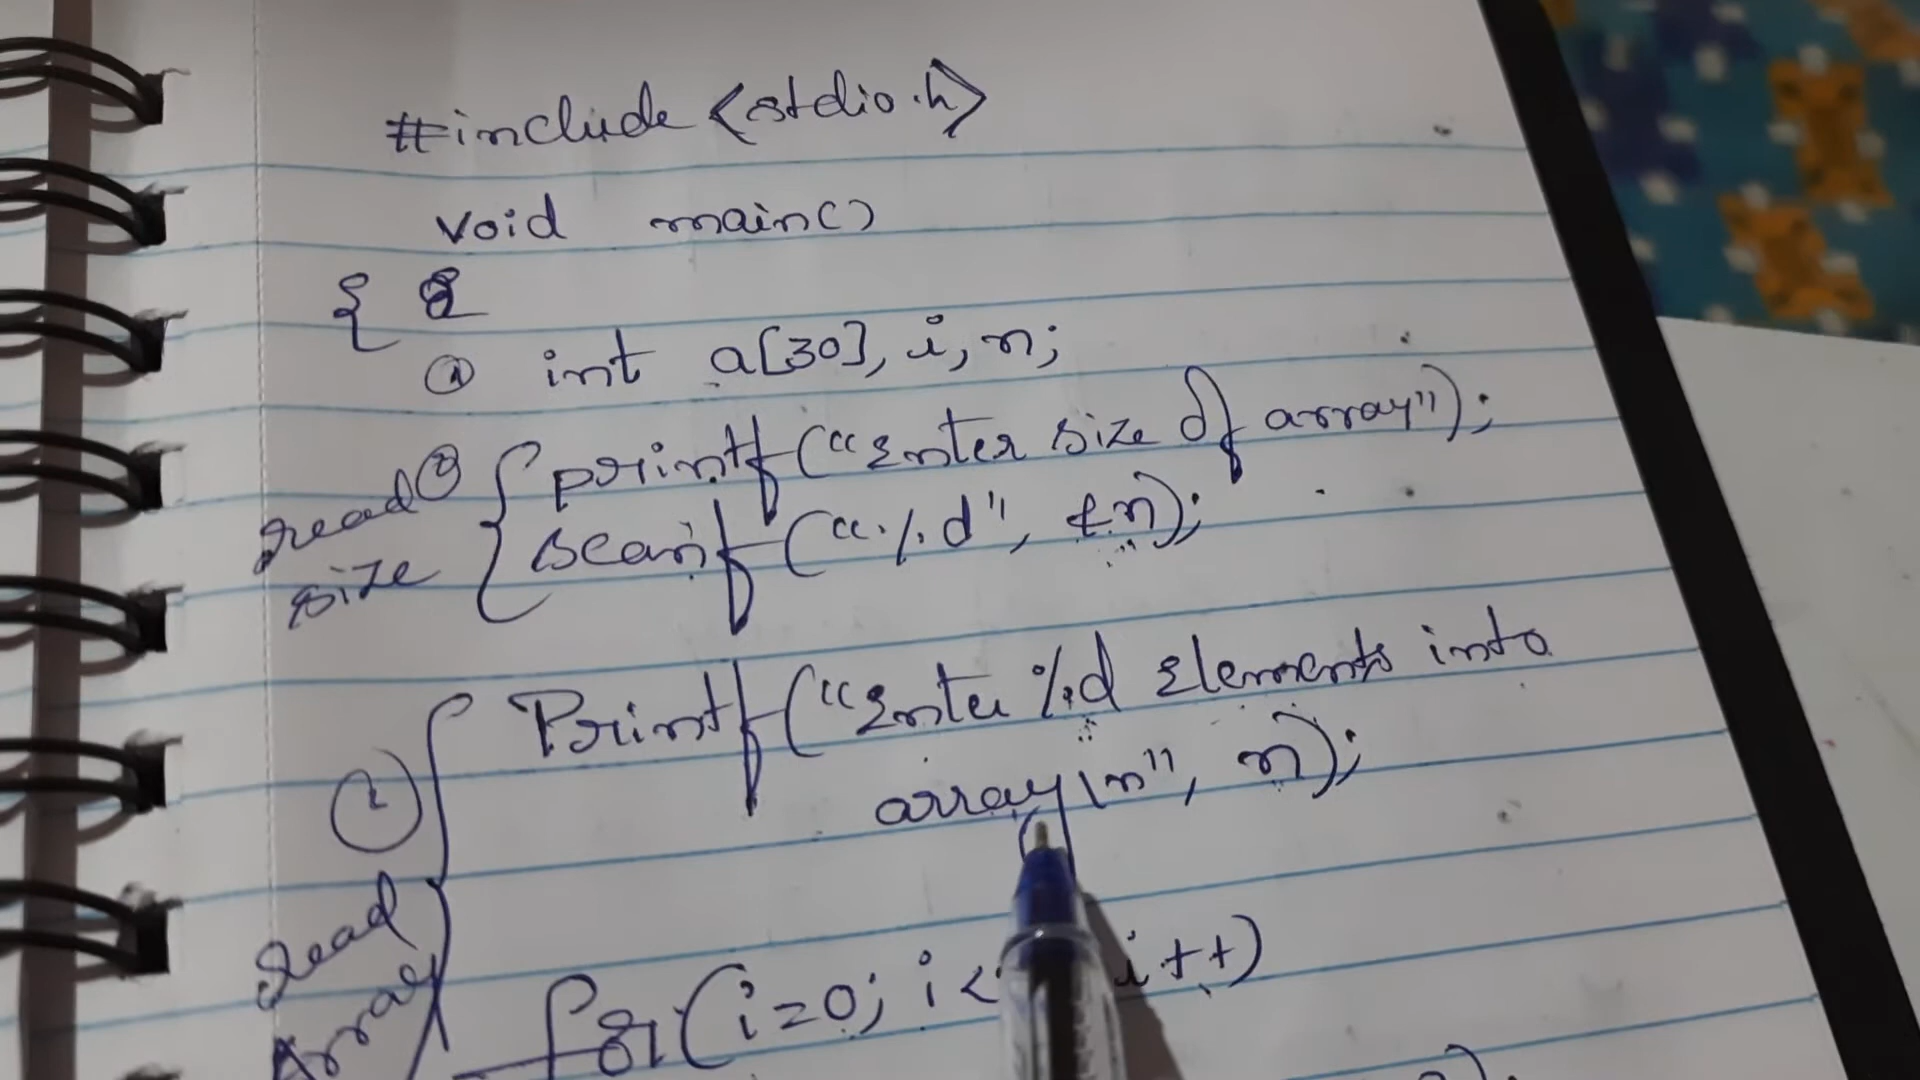 #include <stdio.h>
void main()
{
① int a[30], i, n;
read size ② { printf("Enter size of array");
scanf("%d", &n);
② { Printf("Enter %d Elements into
array\n", n);
read Array
for(i=0; i< i++)